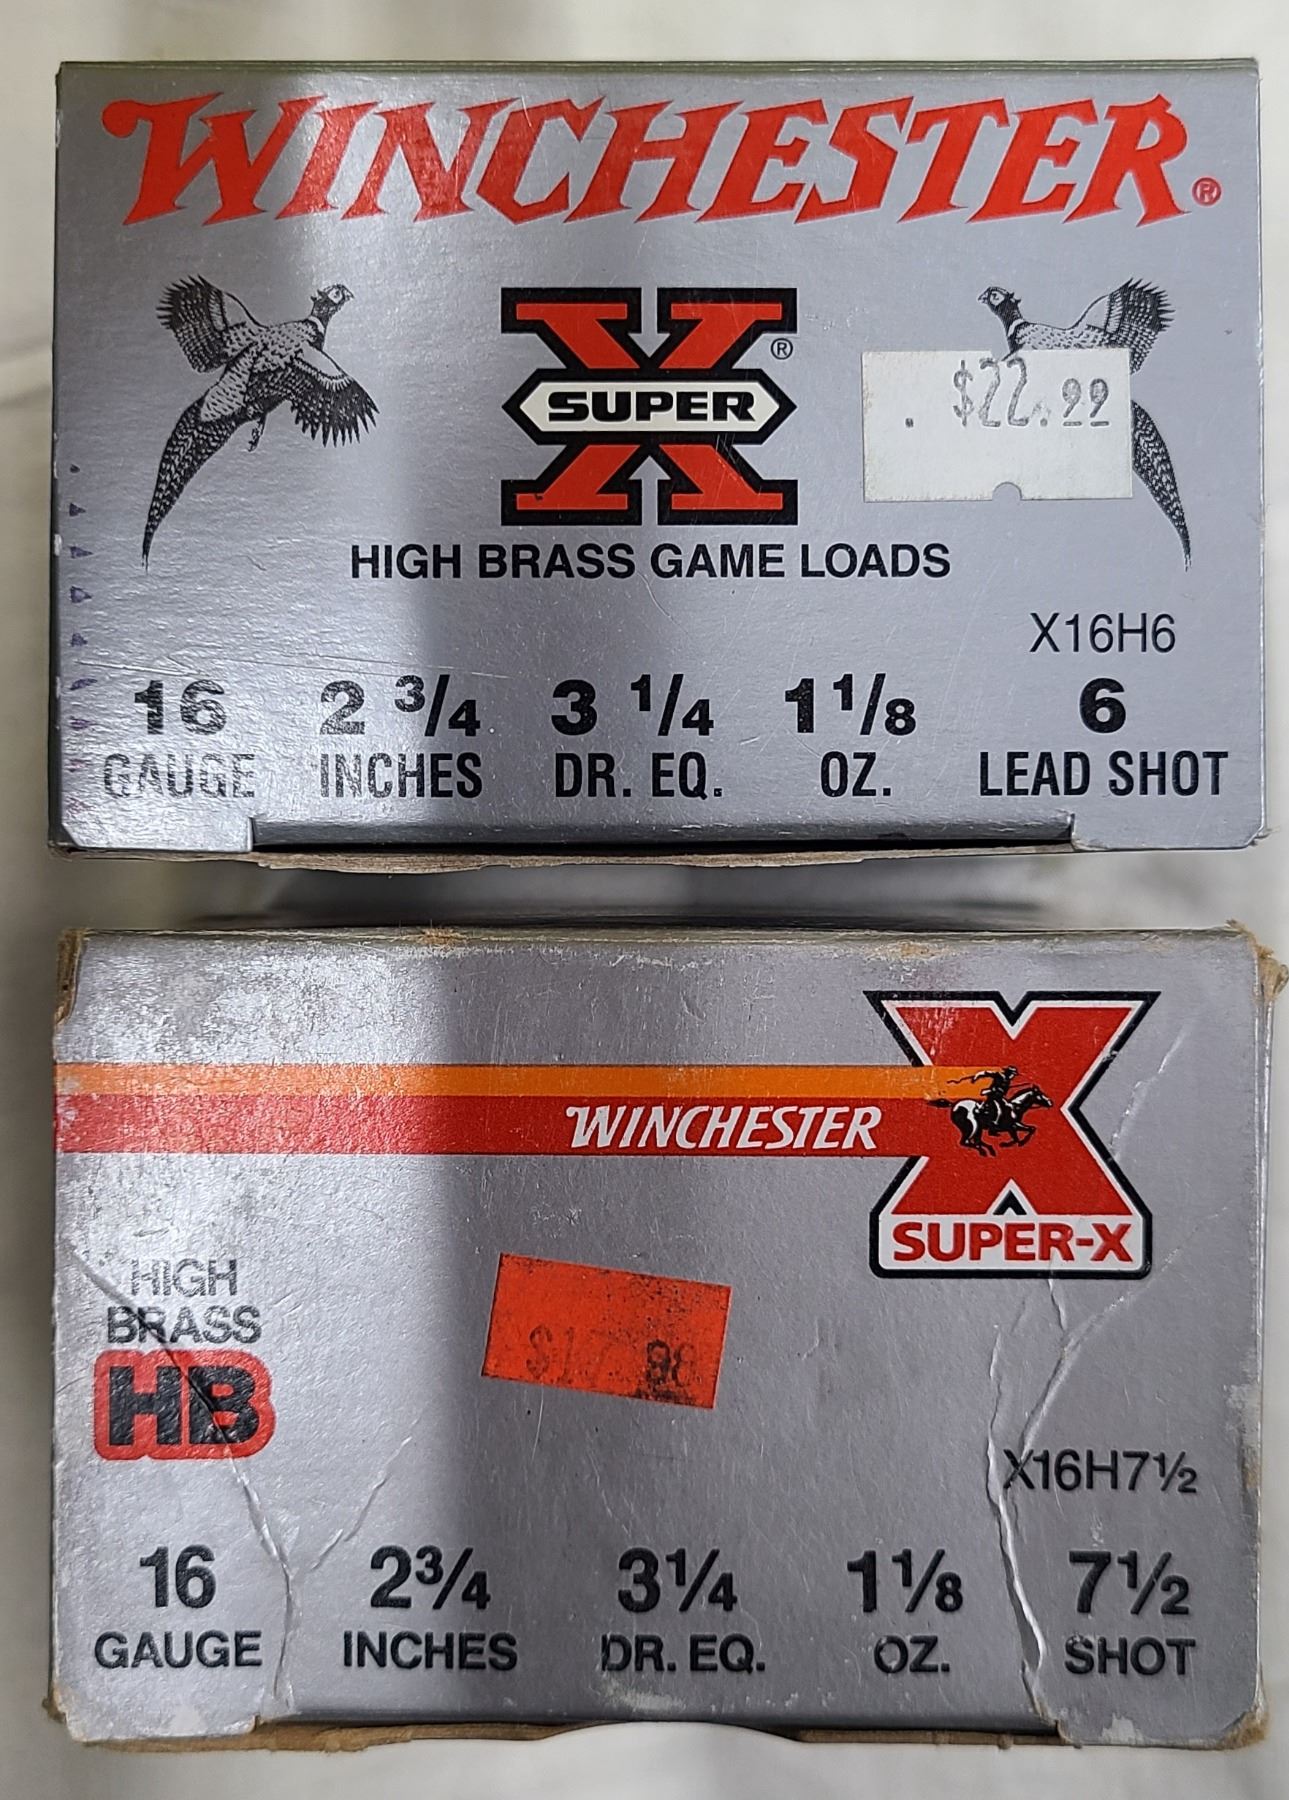 WINCHESTER®
X®
SUPER
$22.99
HIGH BRASS GAME LOADS
X16H6
16 2 3/4 3 1/4 1 1/8 6
GAUGE INCHES DR. EQ. OZ. LEAD SHOT
WINCHESTER
X
SUPER-X
HIGH
BRASS
HB
$17.98
X16H7½
16 2¾ 3¼ 1⅛ 7½
GAUGE INCHES DR. EQ. OZ. SHOT